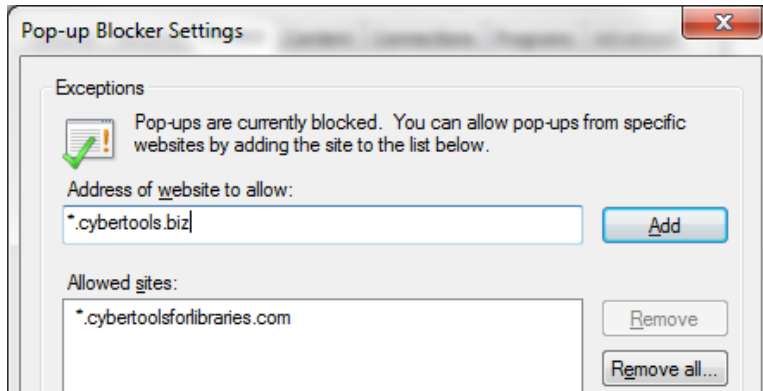 Pop-up Blocker Settings
Exceptions
Pop-ups are currently blocked. You can allow pop-ups from specific
websites by adding the site to the list below.
Address of website to allow:
*.cybertools.biz
Add
Allowed sites:
*.cybertoolsforlibraries.com
Remove
Remove all...